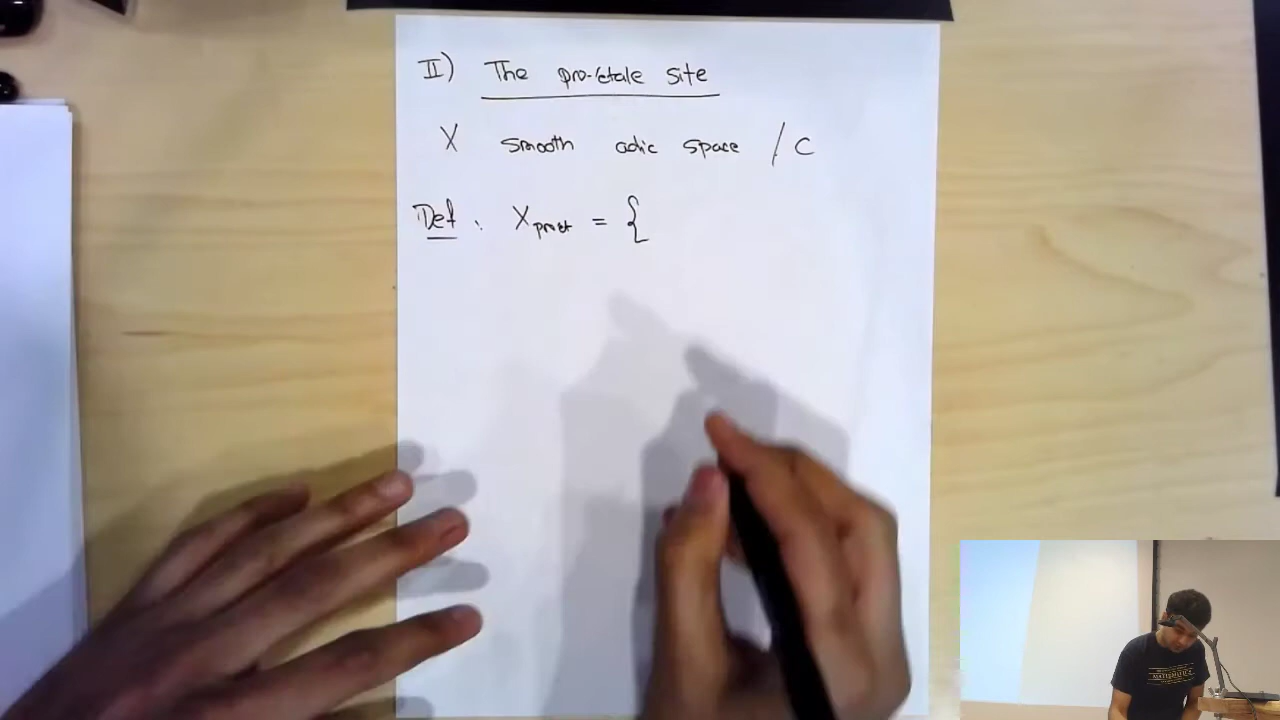 II) The pro-étale site
X smooth adic space / C
Def : X_proét = {